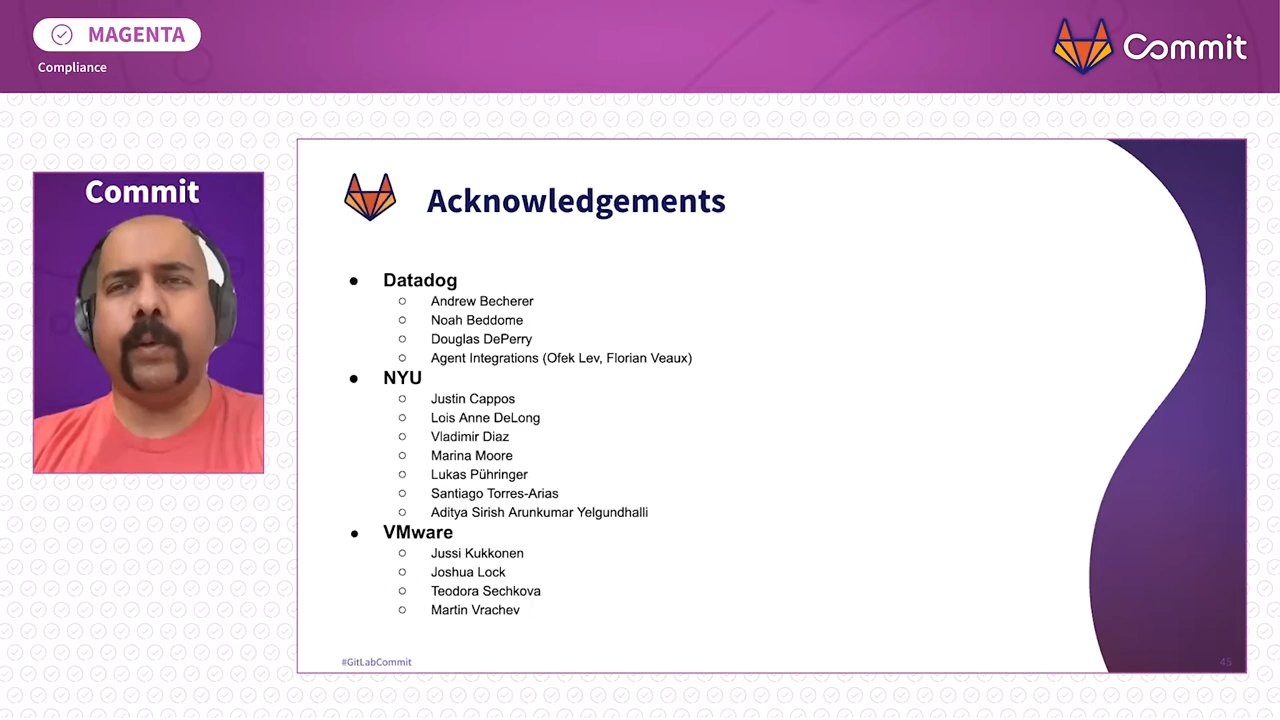 MAGENTA
Compliance
Commit
Commit
Acknowledgements
Datadog
Andrew Becherer
Noah Beddome
Douglas DePerry
Agent Integrations (Ofek Lev, Florian Veaux)
NYU
Justin Cappos
Lois Anne DeLong
Vladimir Diaz
Marina Moore
Lukas Pühringer
Santiago Torres-Arias
Aditya Sirish Arunkumar Yelgundhalli
VMware
Jussi Kukkonen
Joshua Lock
Teodora Sechkova
Martin Vrachev
#GitLabCommit
45